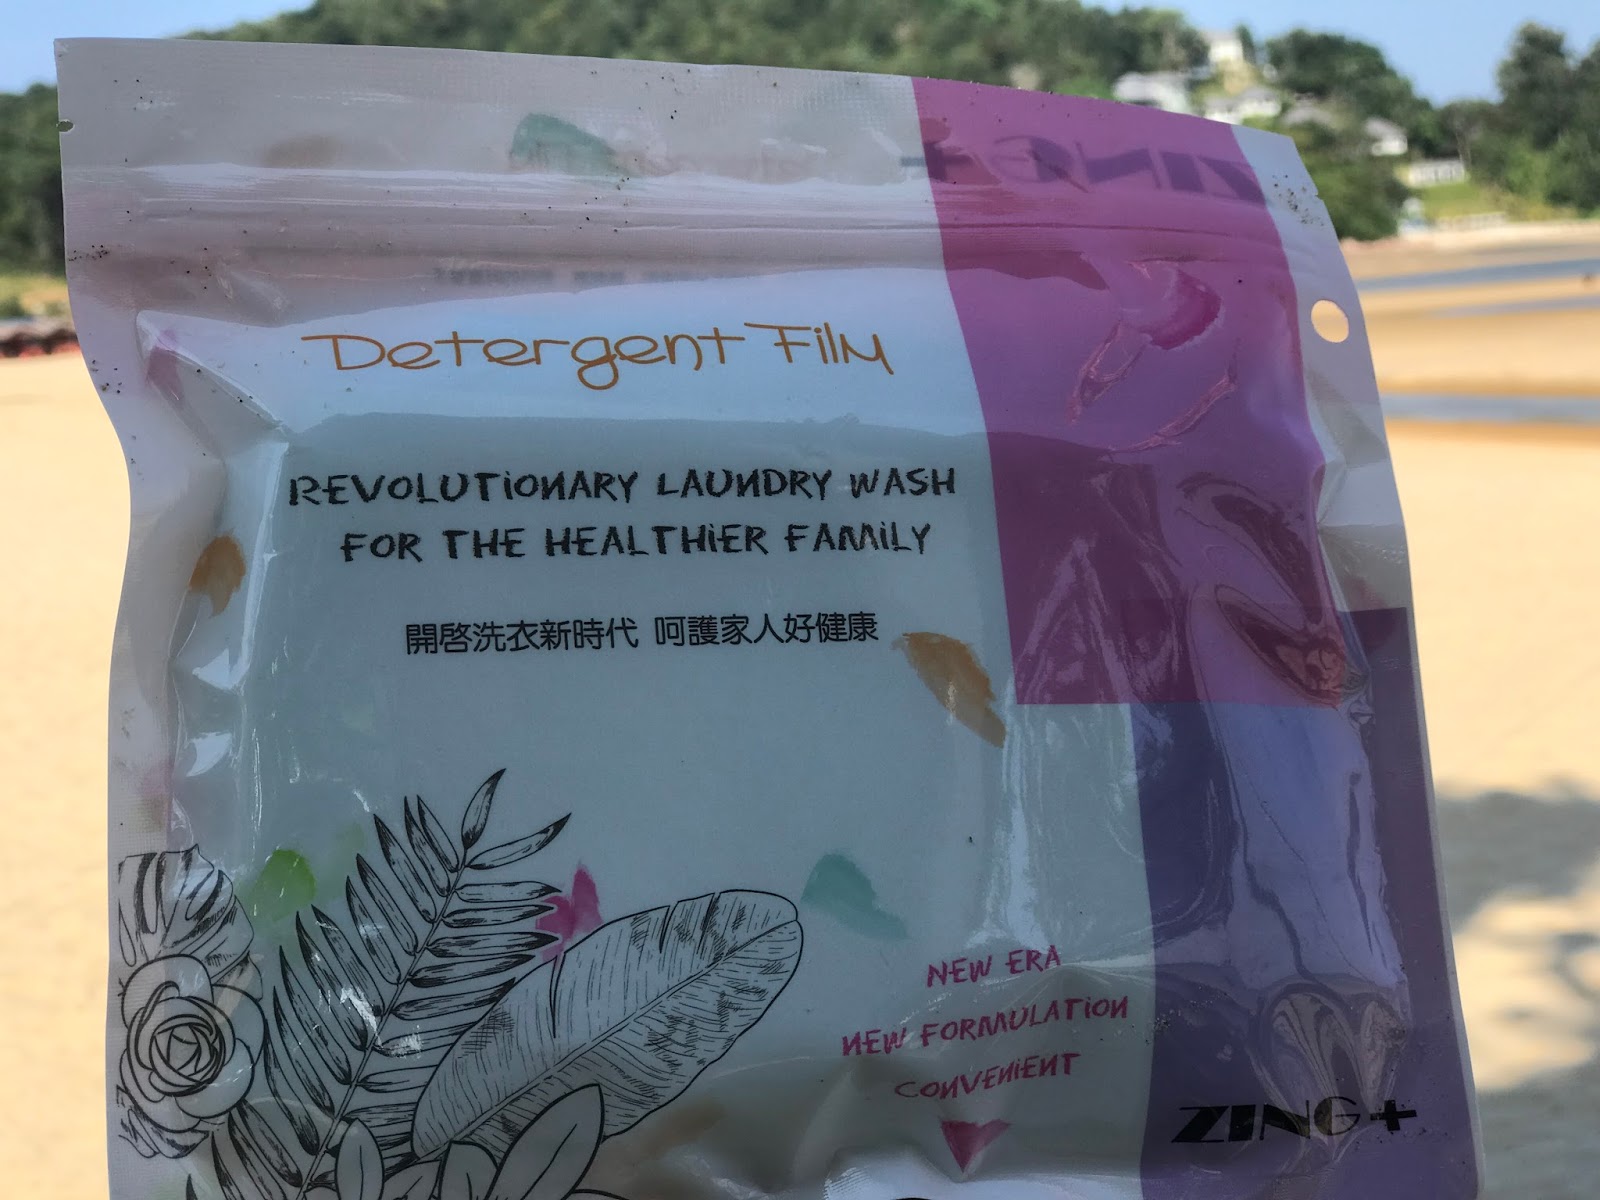 Detergent Film
REVOLUTiONARY LAUNDRY WASH
FOR THE HEALTHiER FAMiLY
開啓洗衣新時代 呵護家人好健康
NEW ERA
NEW FORMULATiON
CONVENiENT
ZING+